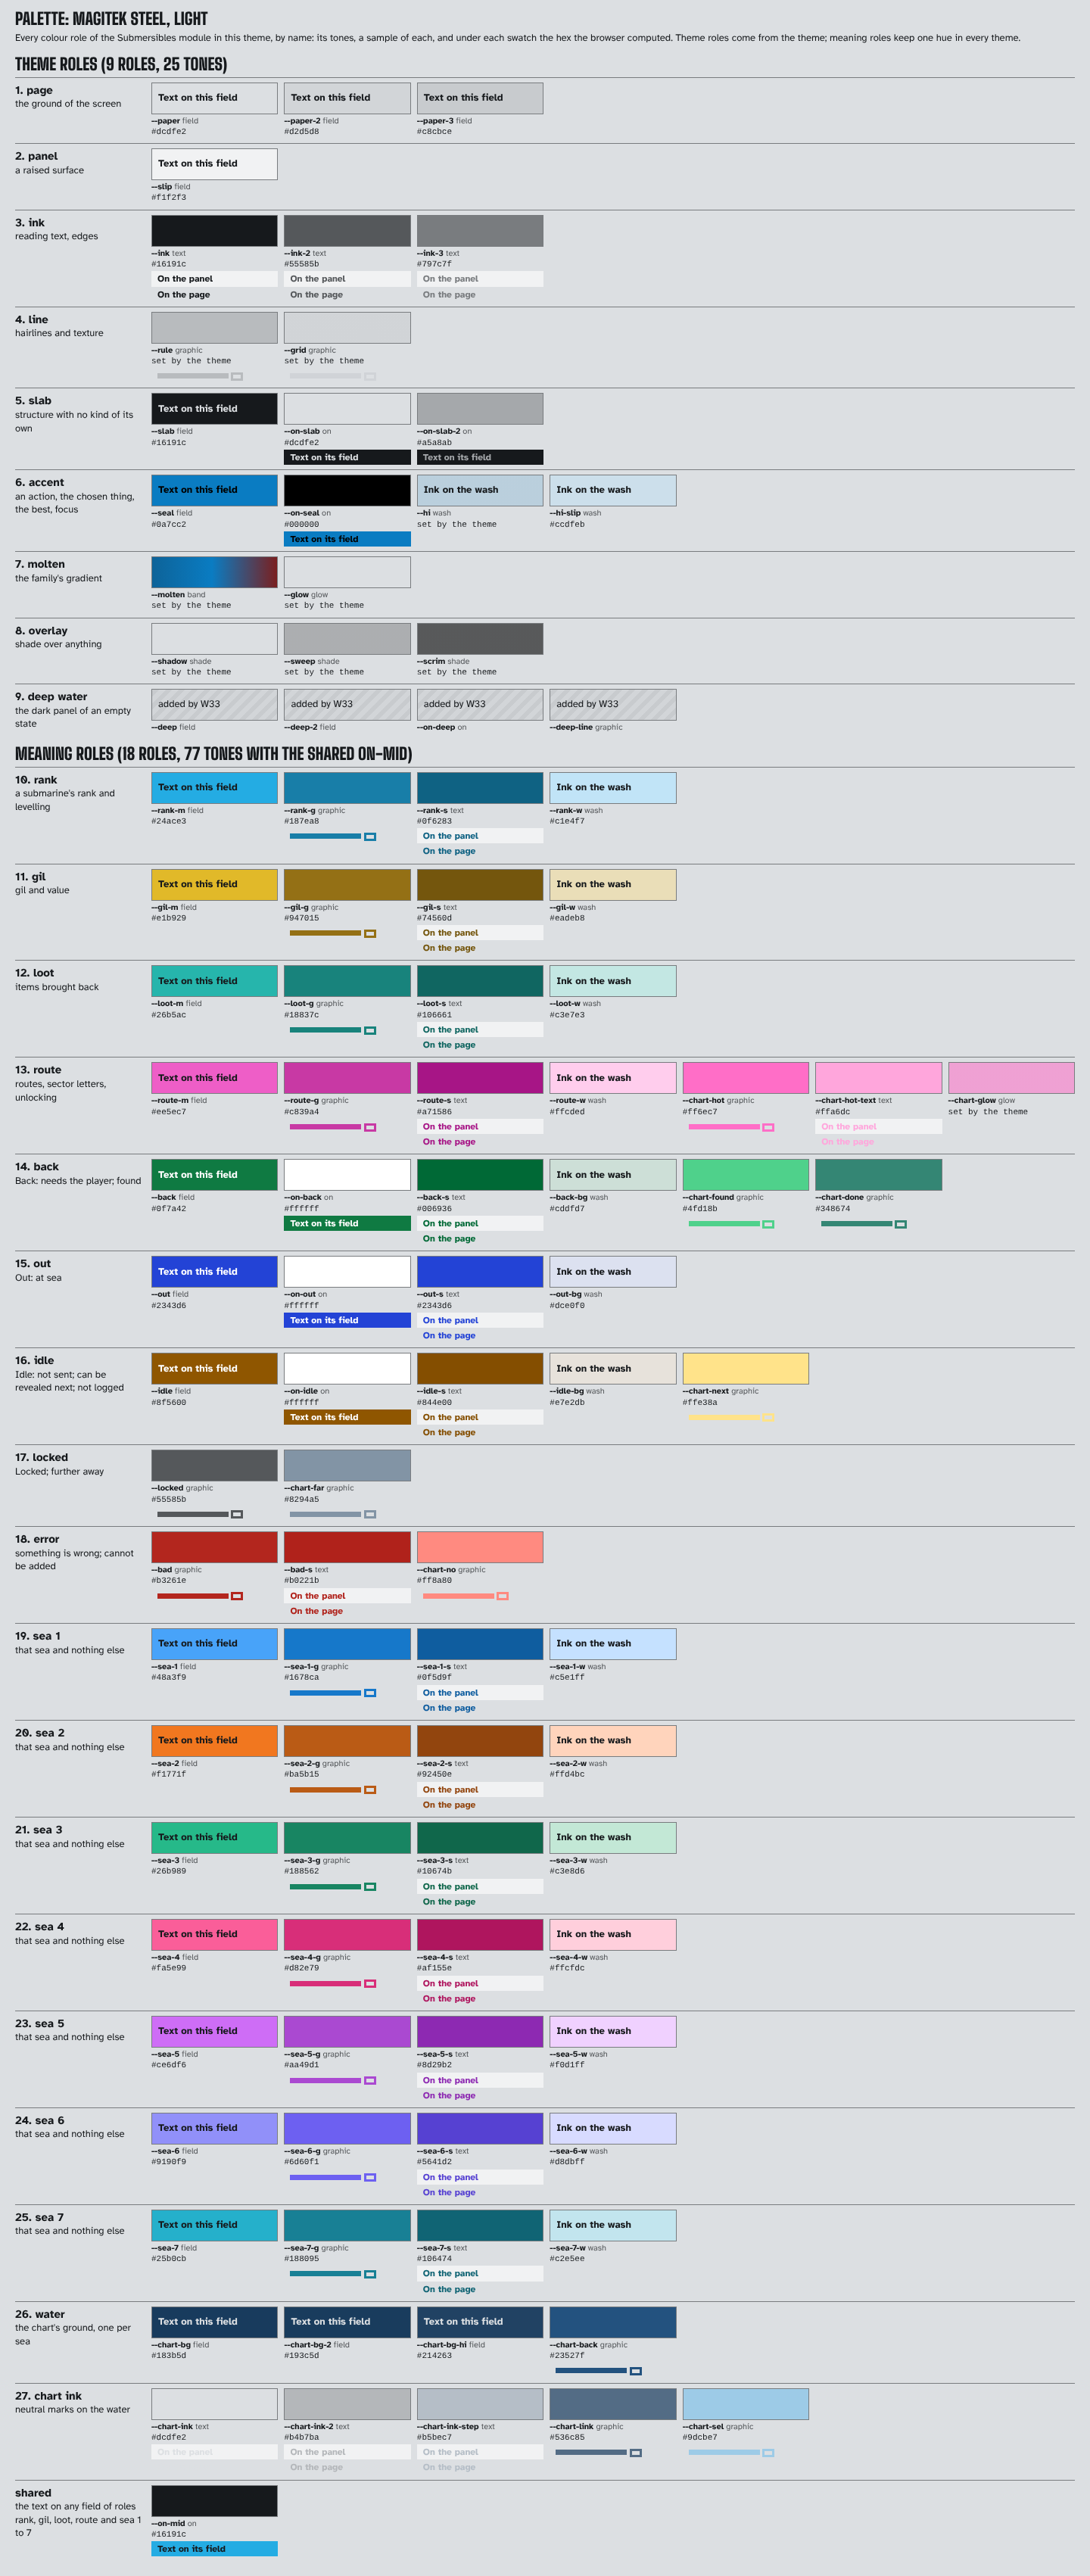 PALETTE: MAGITEK STEEL, LIGHT
Every colour role of the Submersibles module in this theme, by name: its tones, a sample of each, and under each swatch the hex the browser computed. Theme roles come from the theme; meaning roles keep one hue in every theme.
THEME ROLES (9 ROLES, 25 TONES)
1. page
the ground of the screen
Text on this field
Text on this field
Text on this field
--paper field
--paper-2 field
--paper-3 field
#dcdfe2
#d2d5d8
#c8cbce
2. panel
a raised surface
Text on this field
--slip field
#f1f2f3
3. ink
reading text, edges
--ink text
--ink-2 text
--ink-3 text
#16191c
#55585b
#797c7f
On the panel
On the panel
On the panel
On the page
On the page
On the page
4. line
hairlines and texture
--rule graphic
--grid graphic
set by the theme
set by the theme
5. slab
structure with no kind of its
own
Text on this field
--slab field
--on-slab on
--on-slab-2 on
#16191c
#dcdfe2
#a5a8ab
Text on its field
Text on its field
6. accent
an action, the chosen thing,
the best, focus
Text on this field
Ink on the wash
Ink on the wash
--seal field
--on-seal on
--hi wash
--hi-slip wash
#0a7cc2
#000000
set by the theme
#ccdfeb
Text on its field
7. molten
the family's gradient
--molten band
--glow glow
set by the theme
set by the theme
8. overlay
shade over anything
--shadow shade
--sweep shade
--scrim shade
set by the theme
set by the theme
set by the theme
9. deep water
the dark panel of an empty
state
added by W33
added by W33
added by W33
added by W33
--deep field
--deep-2 field
--on-deep on
--deep-line graphic
MEANING ROLES (18 ROLES, 77 TONES WITH THE SHARED ON-MID)
10. rank
a submarine's rank and
levelling
Text on this field
Ink on the wash
--rank-m field
--rank-g graphic
--rank-s text
--rank-w wash
#24ace3
#187ea8
#0f6283
#c1e4f7
On the panel
On the page
11. gil
gil and value
Text on this field
Ink on the wash
--gil-m field
--gil-g graphic
--gil-s text
--gil-w wash
#e1b929
#947015
#74560d
#eadeb8
On the panel
On the page
12. loot
items brought back
Text on this field
Ink on the wash
--loot-m field
--loot-g graphic
--loot-s text
--loot-w wash
#26b5ac
#18837c
#106661
#c3e7e3
On the panel
On the page
13. route
routes, sector letters,
unlocking
Text on this field
Ink on the wash
--route-m field
--route-g graphic
--route-s text
--route-w wash
--chart-hot graphic
--chart-hot-text text
--chart-glow glow
#ee5ec7
#c839a4
#a71586
#ffcded
#ff6ec7
#ffa6dc
set by the theme
On the panel
On the panel
On the page
On the page
14. back
Back: needs the player; found
Text on this field
Ink on the wash
--back field
--on-back on
--back-s text
--back-bg wash
--chart-found graphic
--chart-done graphic
#0f7a42
#ffffff
#006936
#cddfd7
#4fd18b
#348674
Text on its field
On the panel
On the page
15. out
Out: at sea
Text on this field
Ink on the wash
--out field
--on-out on
--out-s text
--out-bg wash
#2343d6
#ffffff
#2343d6
#dce0f0
Text on its field
On the panel
On the page
16. idle
Idle: not sent; can be
revealed next; not logged
Text on this field
Ink on the wash
--idle field
--on-idle on
--idle-s text
--idle-bg wash
--chart-next graphic
#8f5600
#ffffff
#844e00
#e7e2db
#ffe38a
Text on its field
On the panel
On the page
17. locked
Locked; further away
--locked graphic
--chart-far graphic
#55585b
#8294a5
18. error
something is wrong; cannot
be added
--bad graphic
--bad-s text
--chart-no graphic
#b3261e
#b0221b
#ff8a80
On the panel
On the page
19. sea 1
that sea and nothing else
Text on this field
Ink on the wash
--sea-1 field
--sea-1-g graphic
--sea-1-s text
--sea-1-w wash
#48a3f9
#1678ca
#0f5d9f
#c5e1ff
On the panel
On the page
20. sea 2
that sea and nothing else
Text on this field
Ink on the wash
--sea-2 field
--sea-2-g graphic
--sea-2-s text
--sea-2-w wash
#f1771f
#ba5b15
#92450e
#ffd4bc
On the panel
On the page
21. sea 3
that sea and nothing else
Text on this field
Ink on the wash
--sea-3 field
--sea-3-g graphic
--sea-3-s text
--sea-3-w wash
#26b989
#188562
#10674b
#c3e8d6
On the panel
On the page
22. sea 4
that sea and nothing else
Text on this field
Ink on the wash
--sea-4 field
--sea-4-g graphic
--sea-4-s text
--sea-4-w wash
#fa5e99
#d82e79
#af155e
#ffcfdc
On the panel
On the page
23. sea 5
that sea and nothing else
Text on this field
Ink on the wash
--sea-5 field
--sea-5-g graphic
--sea-5-s text
--sea-5-w wash
#ce6df6
#aa49d1
#8d29b2
#f0d1ff
On the panel
On the page
24. sea 6
that sea and nothing else
Text on this field
Ink on the wash
--sea-6 field
--sea-6-g graphic
--sea-6-s text
--sea-6-w wash
#9190f9
#6d60f1
#5641d2
#d8dbff
On the panel
On the page
25. sea 7
that sea and nothing else
Text on this field
Ink on the wash
--sea-7 field
--sea-7-g graphic
--sea-7-s text
--sea-7-w wash
#25b0cb
#188095
#106474
#c2e5ee
On the panel
On the page
26. water
the chart's ground, one per
sea
Text on this field
Text on this field
Text on this field
--chart-bg field
--chart-bg-2 field
--chart-bg-hi field
--chart-back graphic
#183b5d
#193c5d
#214263
#23527f
27. chart ink
neutral marks on the water
--chart-ink text
--chart-ink-2 text
--chart-ink-step text
--chart-link graphic
--chart-sel graphic
#dcdfe2
#b4b7ba
#b5bec7
#536c85
#9dcbe7
On the panel
On the panel
On the panel
On the page
On the page
shared
the text on any field of roles
rank, gil, loot, route and sea 1
to 7
--on-mid on
#16191c
Text on its field